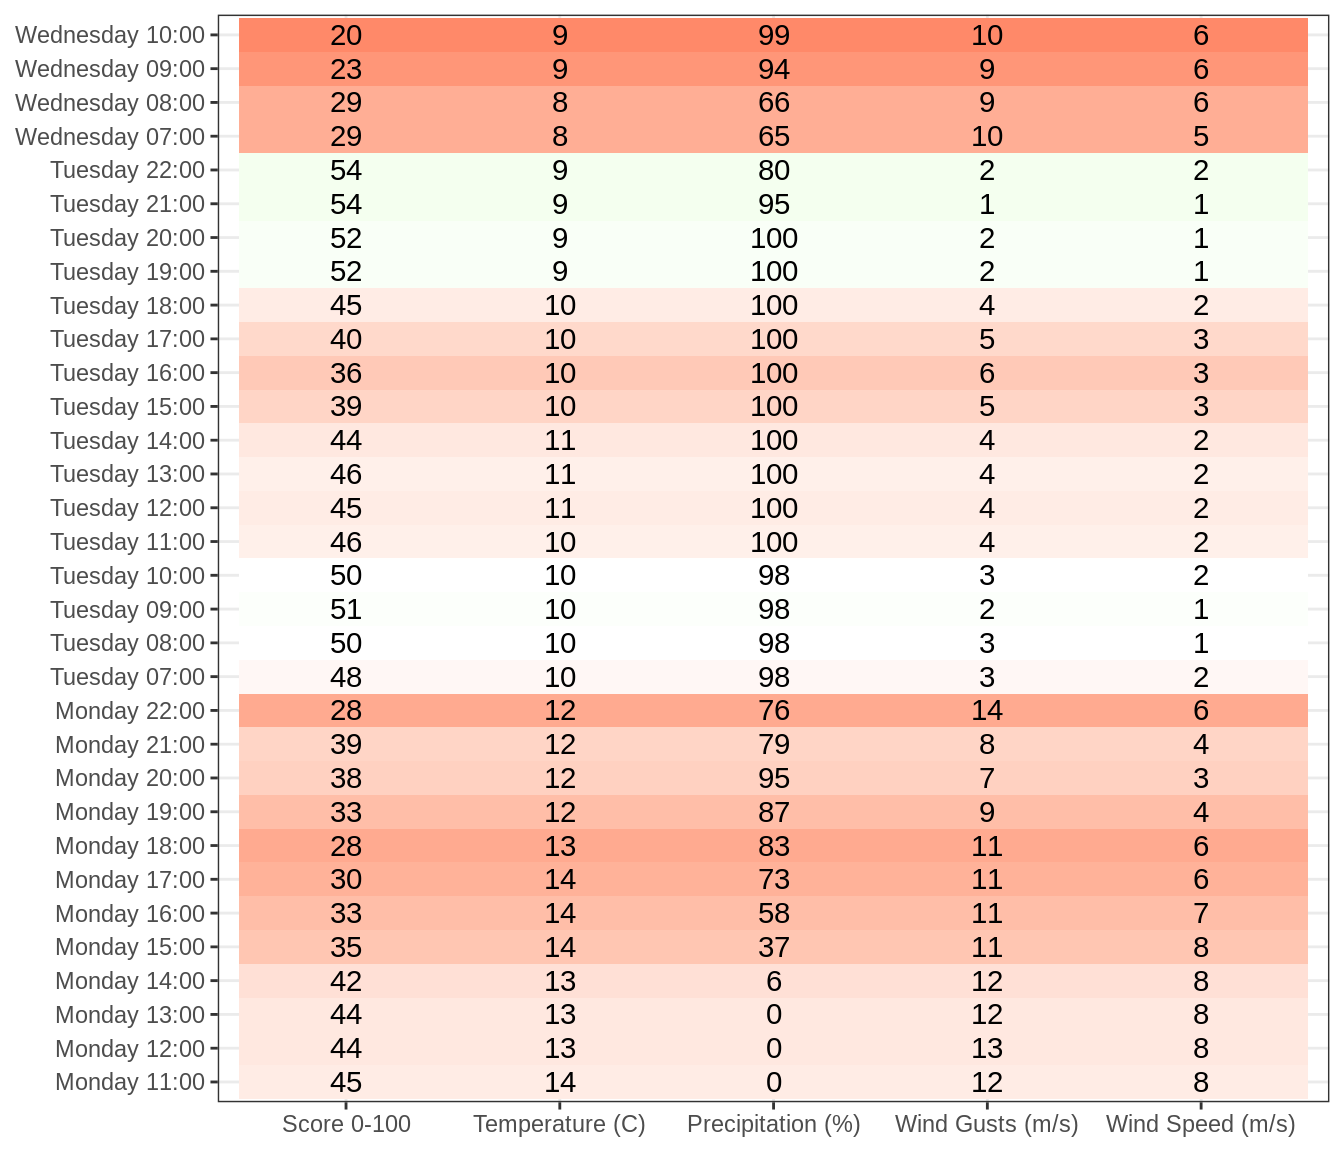 Wednesday 10:00 20 9 99 10 6
Wednesday 09:00 23 9 94 9 6
Wednesday 08:00 29 8 66 9 6
Wednesday 07:00 29 8 65 10 5
Tuesday 22:00 54 9 80 2 2
Tuesday 21:00 54 9 95 1 1
Tuesday 20:00 52 9 100 2 1
Tuesday 19:00 52 9 100 2 1
Tuesday 18:00 45 10 100 4 2
Tuesday 17:00 40 10 100 5 3
Tuesday 16:00 36 10 100 6 3
Tuesday 15:00 39 10 100 5 3
Tuesday 14:00 44 11 100 4 2
Tuesday 13:00 46 11 100 4 2
Tuesday 12:00 45 11 100 4 2
Tuesday 11:00 46 10 100 4 2
Tuesday 10:00 50 10 98 3 2
Tuesday 09:00 51 10 98 2 1
Tuesday 08:00 50 10 98 3 1
Tuesday 07:00 48 10 98 3 2
Monday 22:00 28 12 76 14 6
Monday 21:00 39 12 79 8 4
Monday 20:00 38 12 95 7 3
Monday 19:00 33 12 87 9 4
Monday 18:00 28 13 83 11 6
Monday 17:00 30 14 73 11 6
Monday 16:00 33 14 58 11 7
Monday 15:00 35 14 37 11 8
Monday 14:00 42 13 6 12 8
Monday 13:00 44 13 0 12 8
Monday 12:00 44 13 0 13 8
Monday 11:00 45 14 0 12 8
Score 0-100 Temperature (C) Precipitation (%) Wind Gusts (m/s) Wind Speed (m/s)